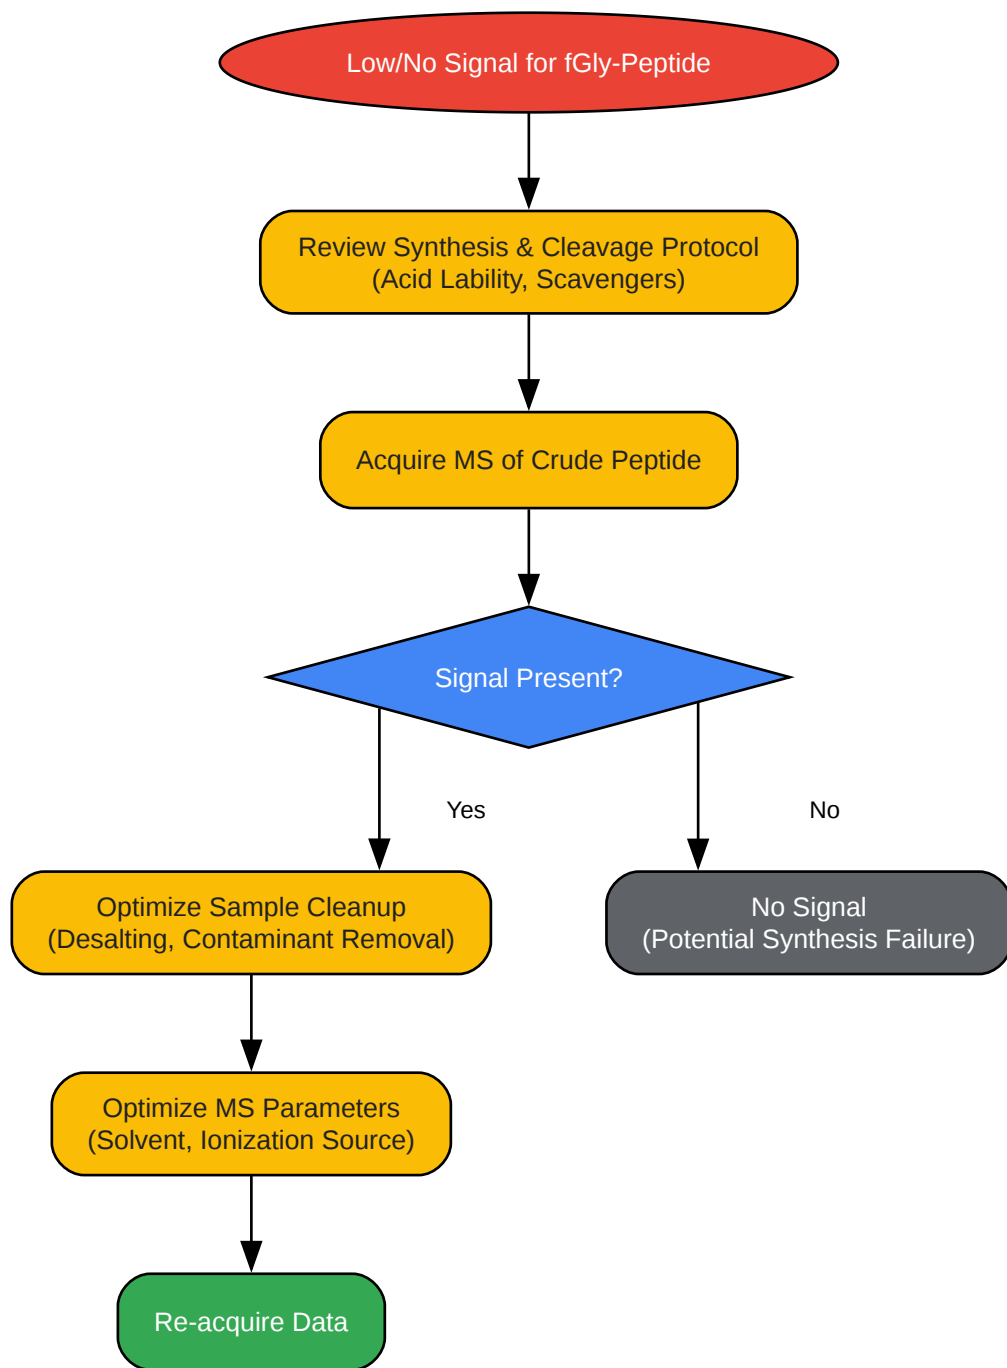 Low/No Signal for fGly-Peptide
Review Synthesis & Cleavage Protocol
(Acid Lability, Scavengers)
Acquire MS of Crude Peptide
Signal Present?
Yes
No
Optimize Sample Cleanup
(Desalting, Contaminant Removal)
No Signal
(Potential Synthesis Failure)
Optimize MS Parameters
(Solvent, Ionization Source)
Re-acquire Data